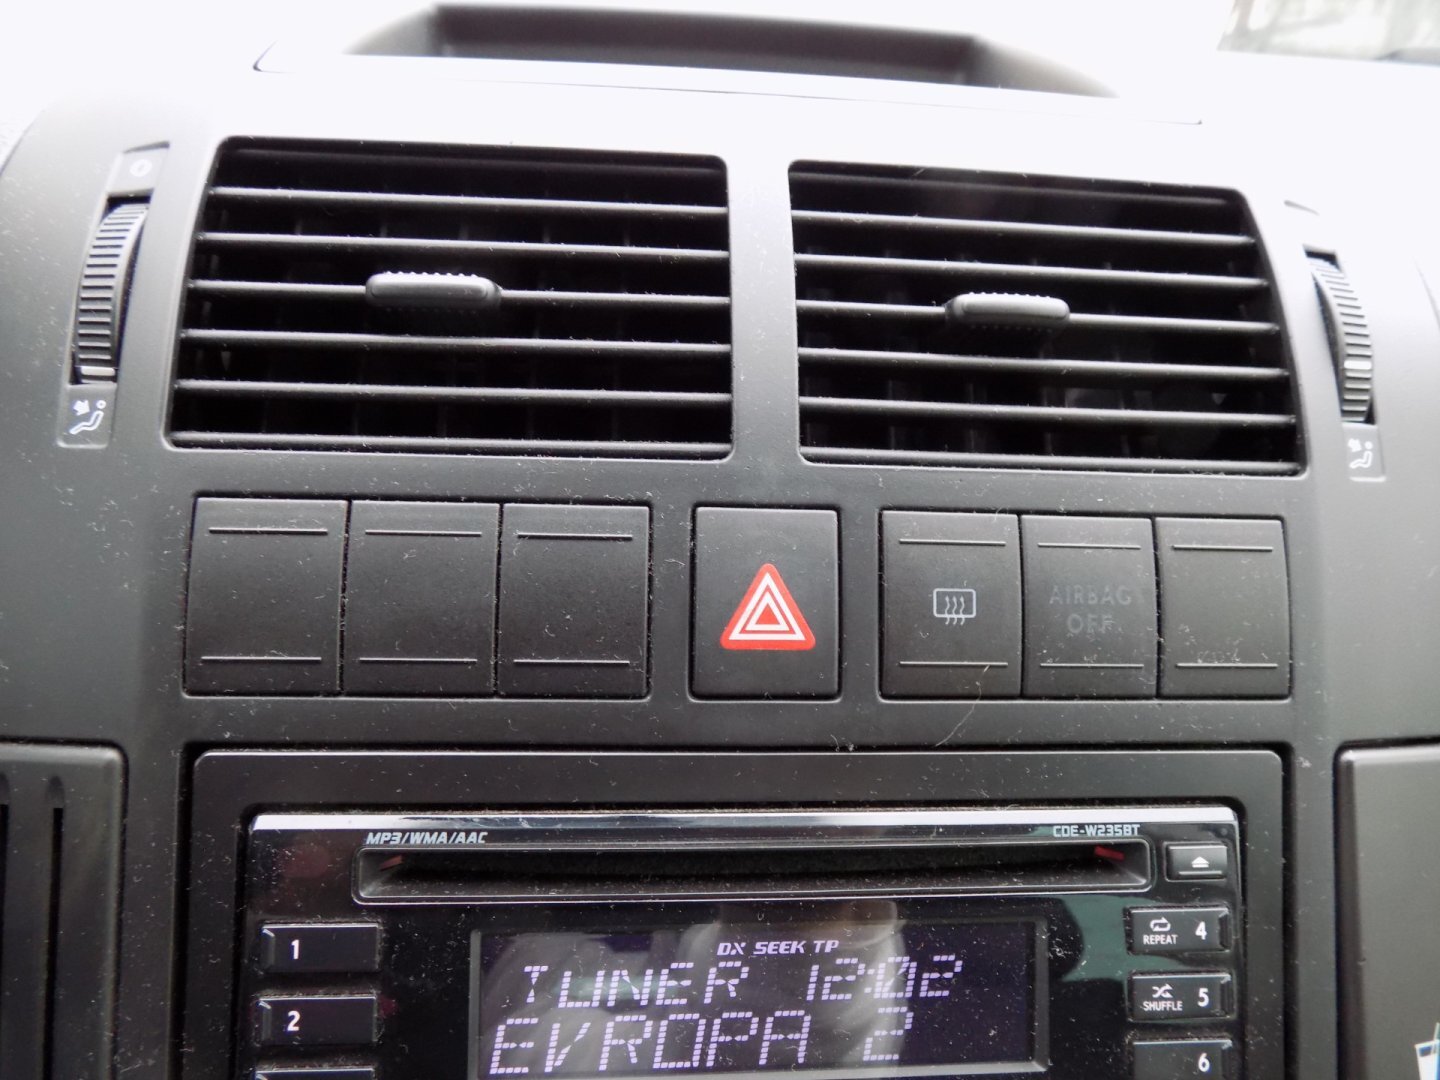 AIRBAG
OFF
MP3/WMA/AAC
CDE-W235BT
DX SEEK TP
TUNER 12:02
EVROPA 2
1
2
REPEAT 4
SHUFFLE 5
6